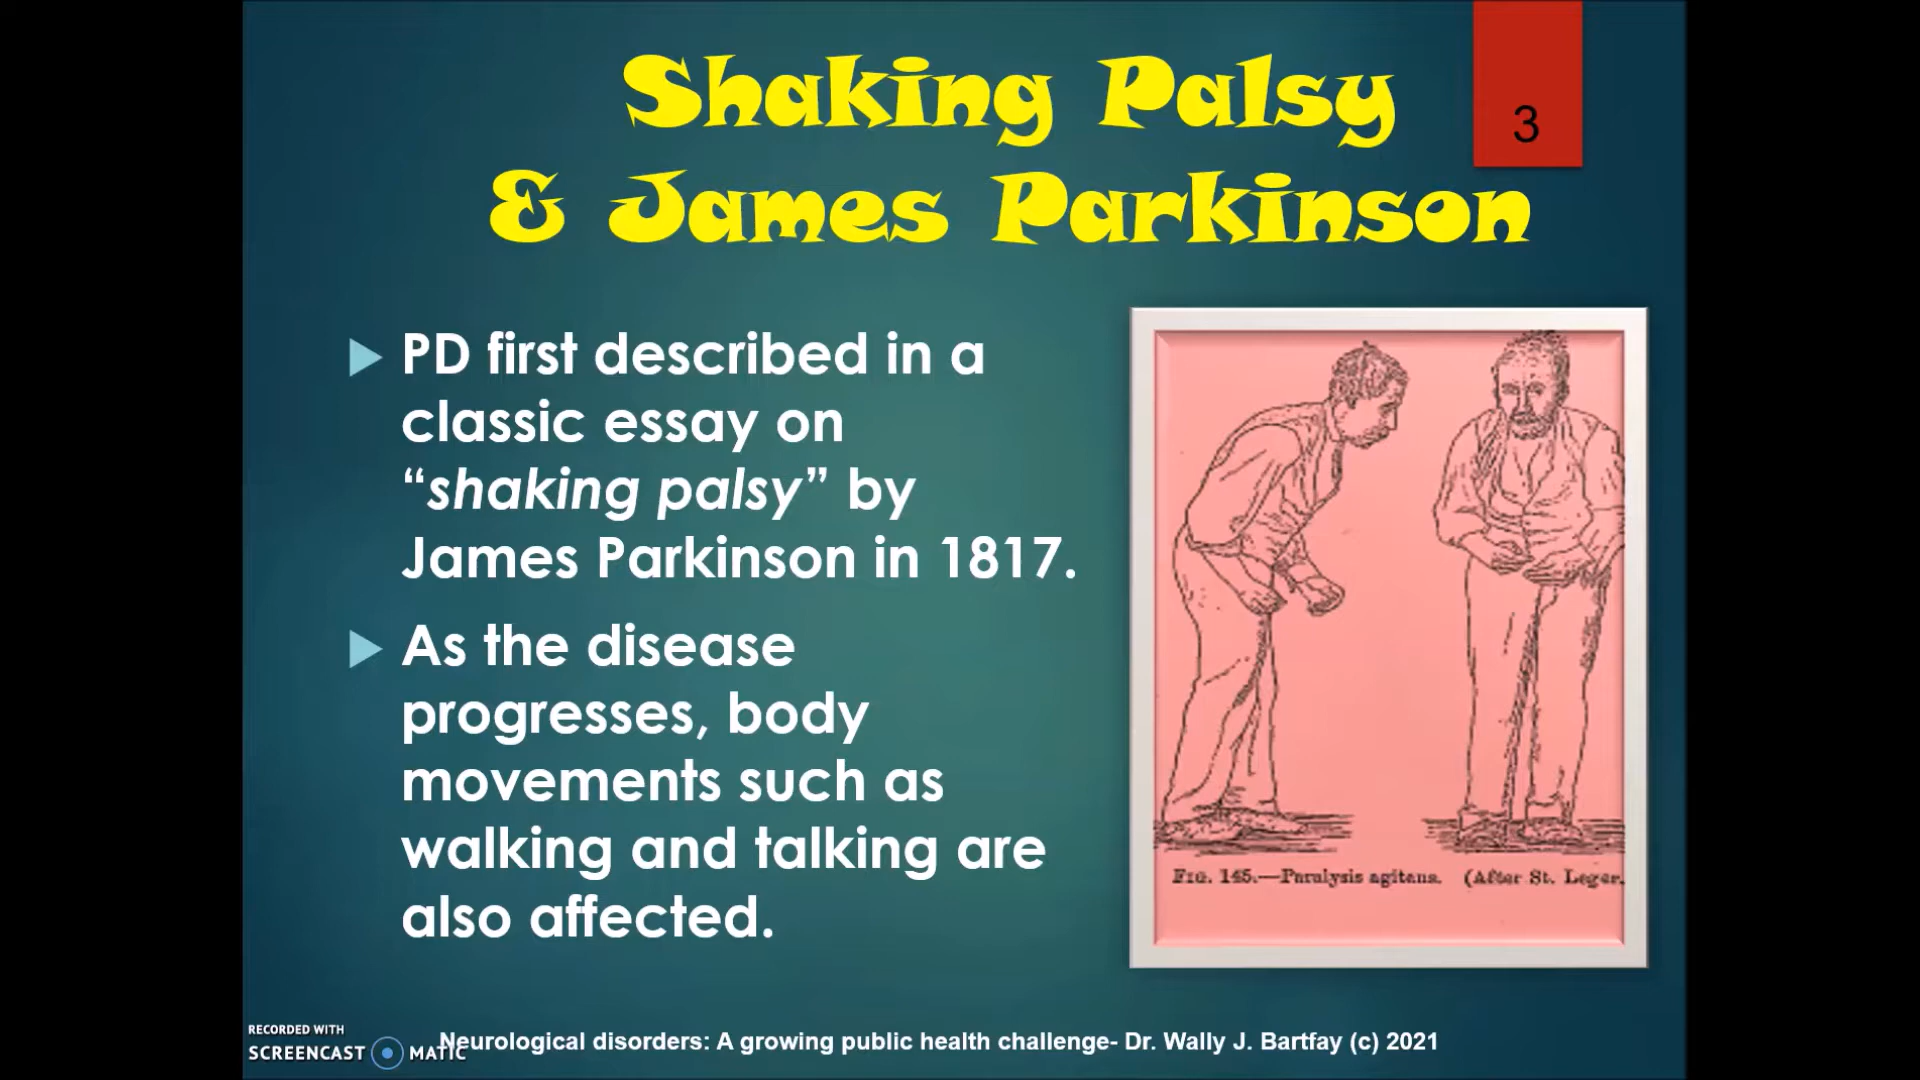 Shaking Palsy
3
& James Parkinson
PD first described in a
classic essay on
“shaking palsy” by
James Parkinson in 1817.
As the disease
progresses, body
movements such as
walking and talking are
also affected.
FIG. 145.—Paralysis agitans. (After St. Leger.
RECORDED WITH
SCREENCAST MATIC
Neurological disorders: A growing public health challenge- Dr. Wally J. Bartfay (c) 2021